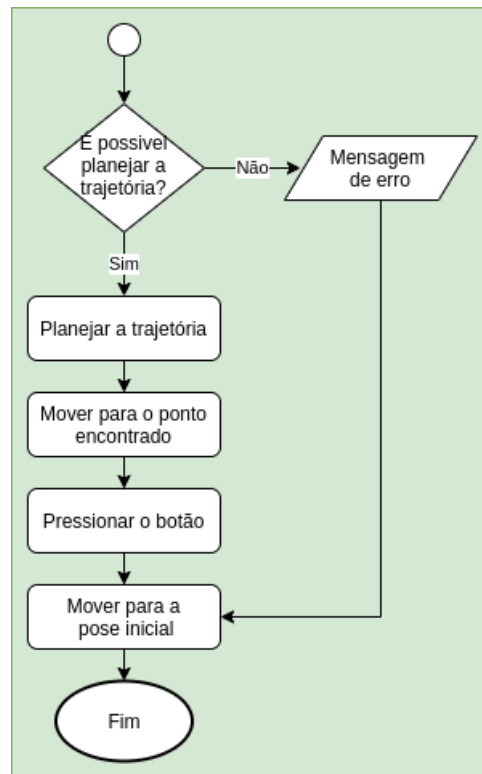 É possivel
planejar a
trajetória?
Não
Mensagem
de erro
Sim
Planejar a trajetória
Mover para o ponto
encontrado
Pressionar o botão
Mover para a
pose inicial
Fim